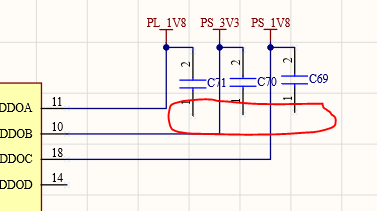 PL_1V8 PS_3V3 PS_1V8
2 2 2
C71 C70 C69
1 1 1
DDOA 11
DDOB 10
DDOC 18
DDOD 14